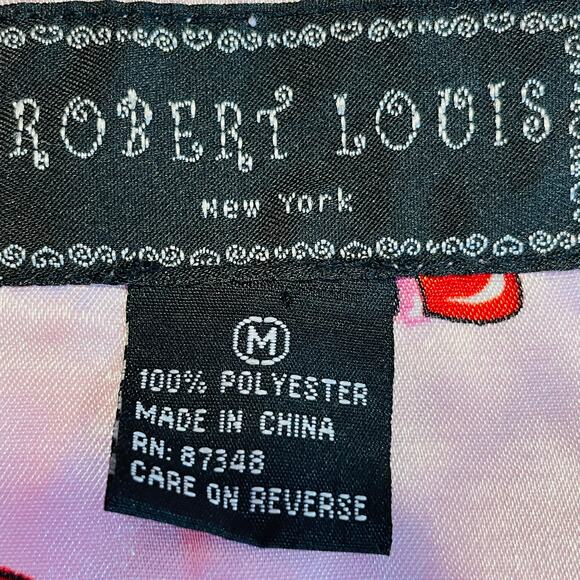 ROBERT LOUIS
New York
M
100% POLYESTER
MADE IN CHINA
RN: 87348
CARE ON REVERSE